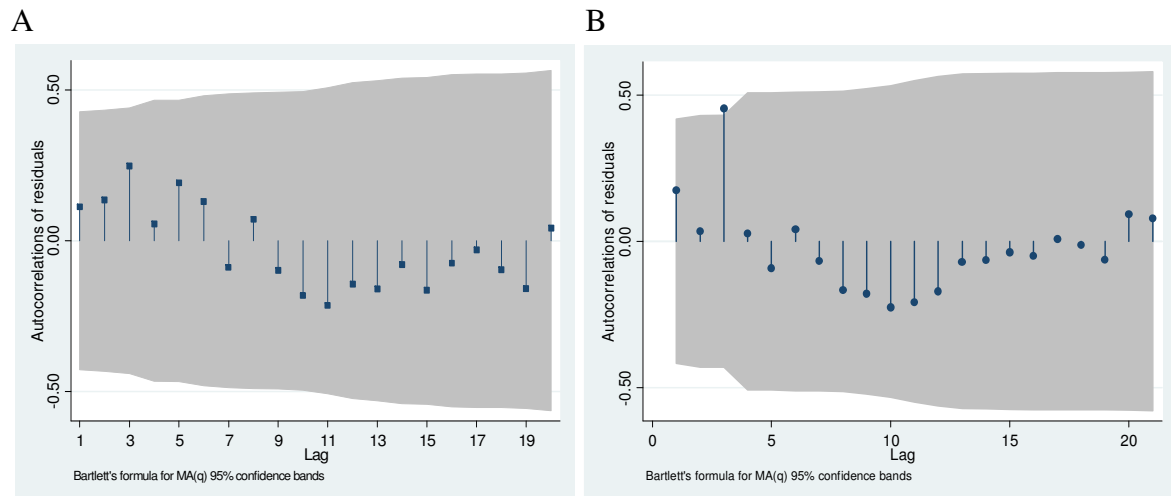 A
B
Autocorrelations of residuals
0.50
0.00
-0.50
1 3 5 7 9 11 13 15 17 19
Lag
Bartlett's formula for MA(q) 95% confidence bands
Autocorrelations of residuals
0.50
0.00
-0.50
0 5 10 15 20
Lag
Bartlett's formula for MA(q) 95% confidence bands